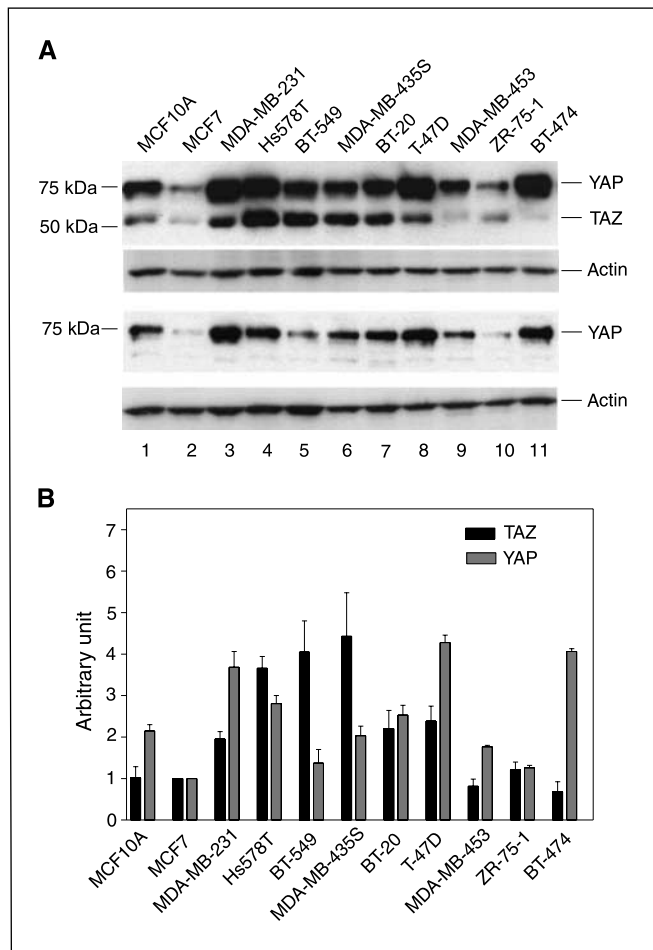 A
MCF10A
MCF7
MDA-MB-231
Hs578T
BT-549
MDA-MB-435S
BT-20
T-47D
MDA-MB-453
ZR-75-1
BT-474
75 kDa
YAP
TAZ
50 kDa
Actin
75 kDa
YAP
Actin
1 2 3 4 5 6 7 8 9 10 11
B
TAZ
YAP
Arbitrary unit
7
6
5
4
3
2
1
0
MCF10A
MCF7
MDA-MB-231
Hs578T
BT-549
MDA-MB-435S
BT-20
T-47D
MDA-MB-453
ZR-75-1
BT-474